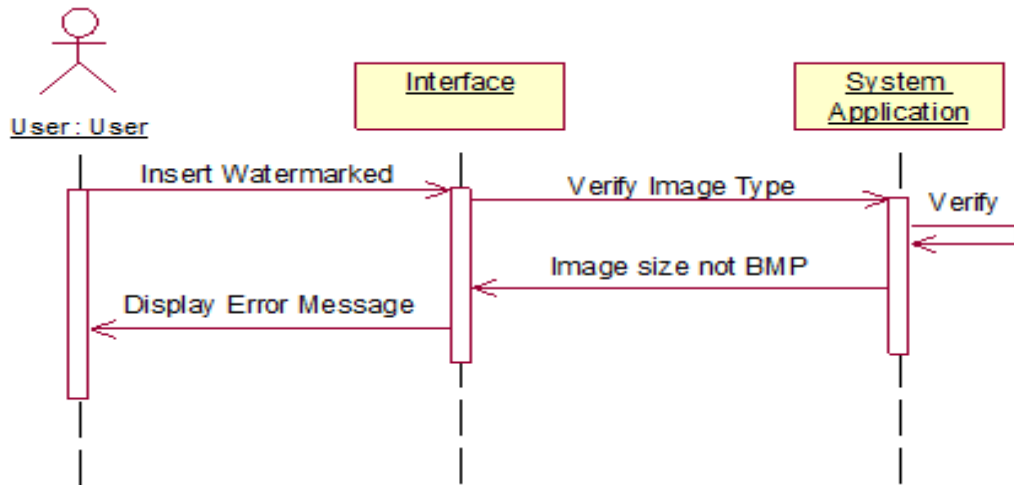 User : User
Interface
System
Application
Insert Watermarked
Verify Image Type
Verify
Image size not BMP
Display Error Message